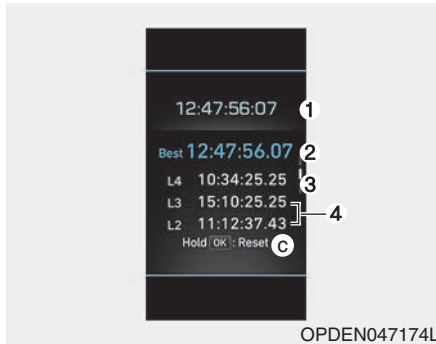 12:47:56:07 1
Best 12:47:56.07 2
L4 10:34:25.25 3
L3 15:10:25.25
4
L2 11:12:37.43
Hold OK : Reset C
OPDEN047174L